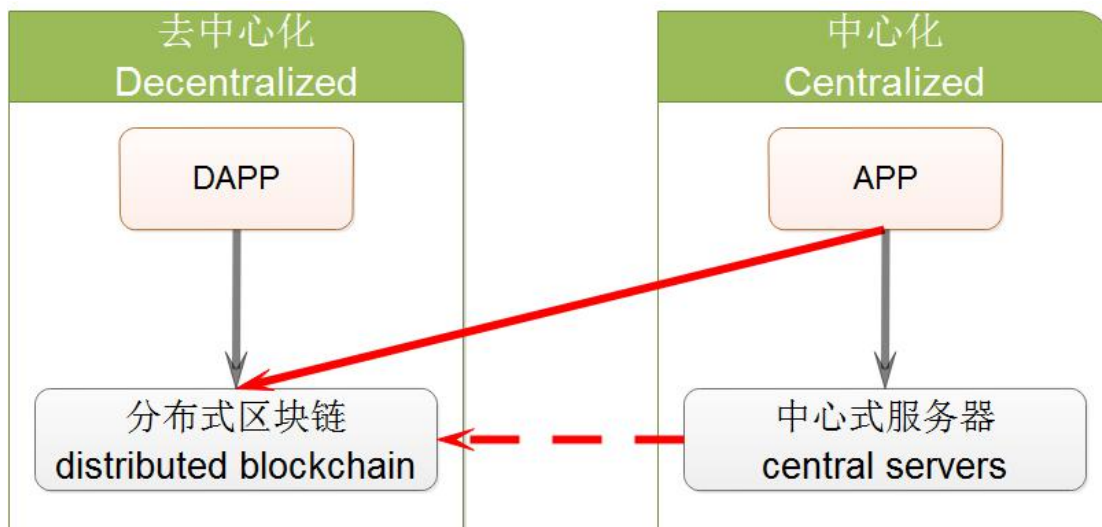 去中心化
Decentralized
DAPP
分布式区块链
distributed blockchain
中心化
Centralized
APP
中心式服务器
central servers